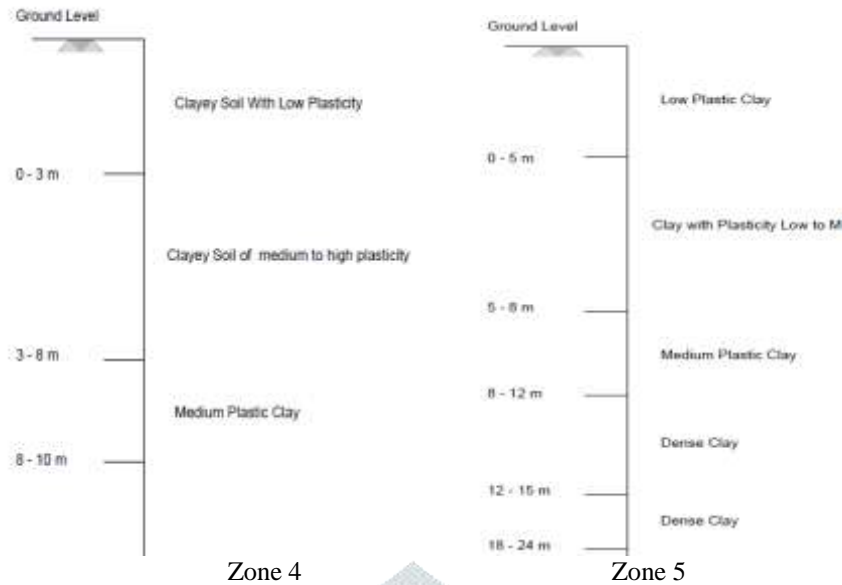 Ground Level
Clayey Soil With Low Plasticity
0 - 3 m
Clayey Soil of medium to high plasticity
3 - 8 m
Medium Plastic Clay
8 - 10 m
Zone 4
Ground Level
Low Plastic Clay
0 - 5 m
Clay with Plasticity Low to M
5 - 8 m
Medium Plastic Clay
8 - 12 m
Dense Clay
12 - 15 m
Dense Clay
18 - 24 m
Zone 5